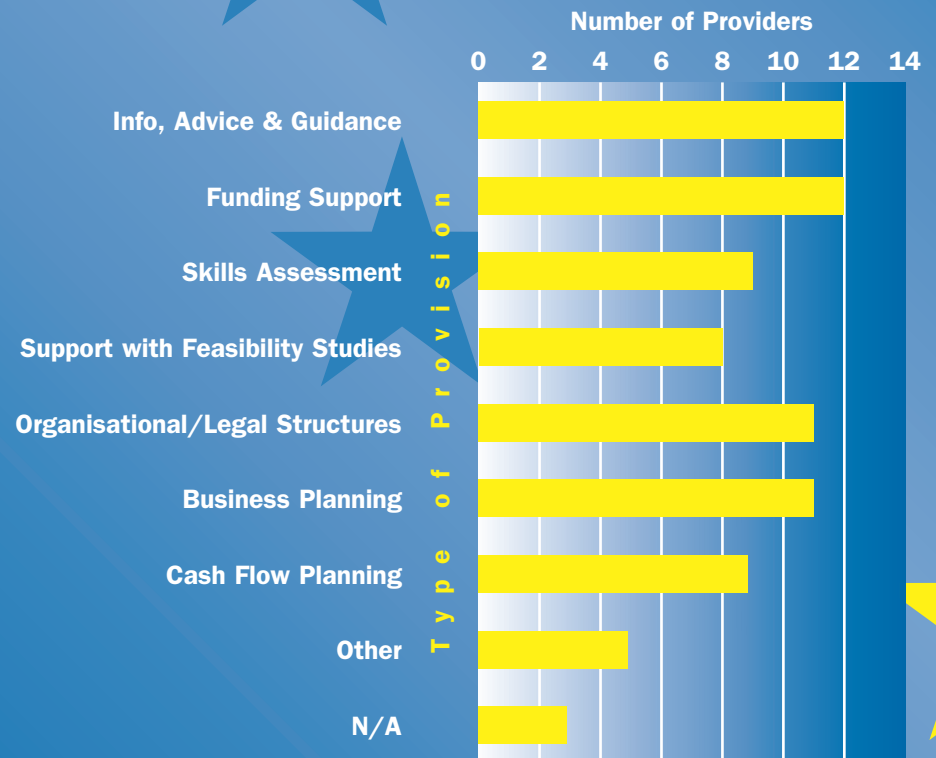 Number of Providers
0 2 4 6 8 10 12 14
Info, Advice & Guidance
Funding Support
Skills Assessment
Support with Feasibility Studies
Organisational/Legal Structures
Business Planning
Cash Flow Planning
Other
N/A
Type of Provision